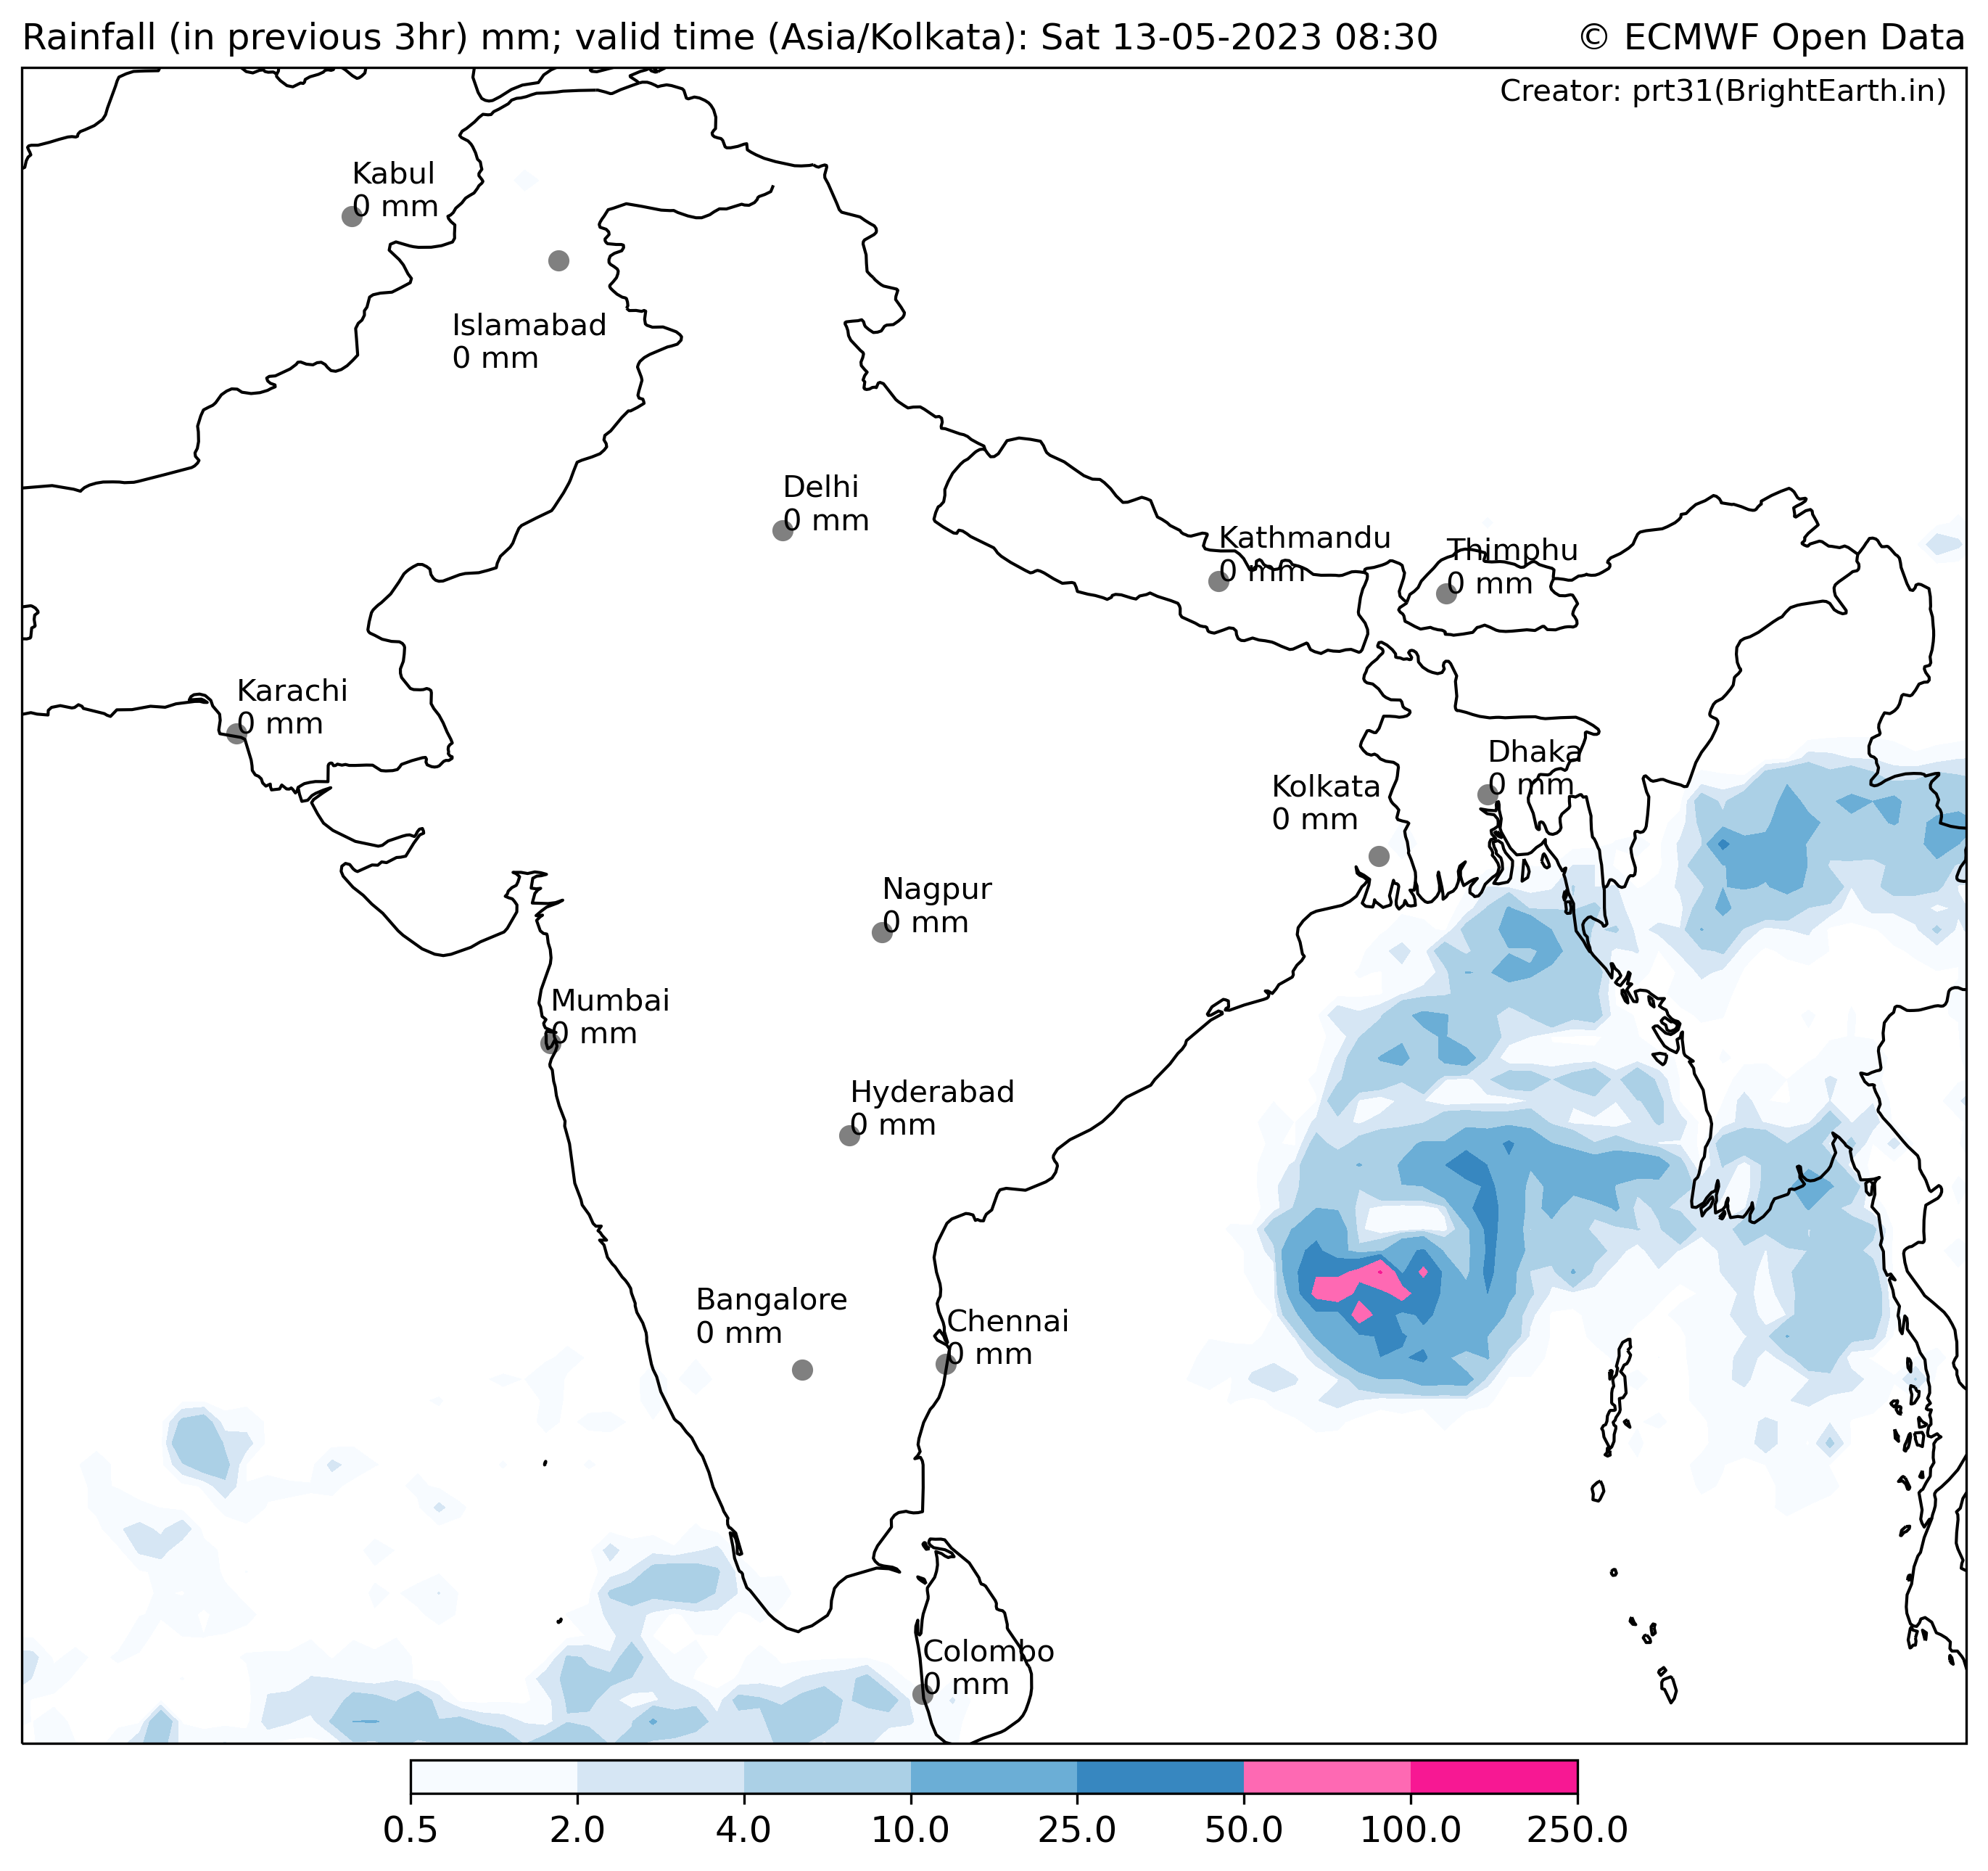 Rainfall (in previous 3hr) mm; valid time (Asia/Kolkata): Sat 13-05-2023 08:30
© ECMWF Open Data
Creator: prt31(BrightEarth.in)
Kabul
0 mm
Islamabad
0 mm
Delhi
0 mm
Kathmandu
0 mm
Thimphu
0 mm
Karachi
0 mm
Dhaka
0 mm
Kolkata
0 mm
Nagpur
0 mm
Mumbai
0 mm
Hyderabad
0 mm
Bangalore
0 mm
Chennai
0 mm
Colombo
0 mm
0.5 2.0 4.0 10.0 25.0 50.0 100.0 250.0